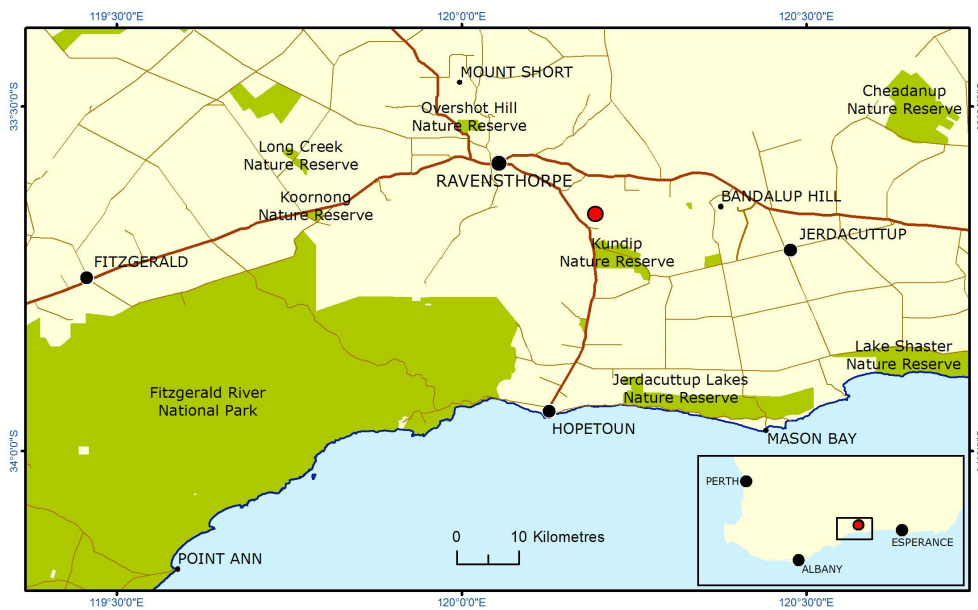 119°30'0"E
120°0'0"E
120°30'0"E
MOUNT SHORT
Overshot Hill
Nature Reserve
Cheadanup
Nature Reserve
33°30'0"S
Long Creek
Nature Reserve
RAVENSTHORPE
Koornong
Nature Reserve
BANDALUP HILL
JERDACUTTUP
Kundip
Nature Reserve
FITZGERALD
Lake Shaster
Nature Reserve
Fitzgerald River
National Park
Jerdacuttup Lakes
Nature Reserve
HOPETOUN
MASON BAY
34°0'0"S
PERTH
ESPERANCE
ALBANY
0 10 Kilometres
POINT ANN
119°30'0"E
120°0'0"E
120°30'0"E